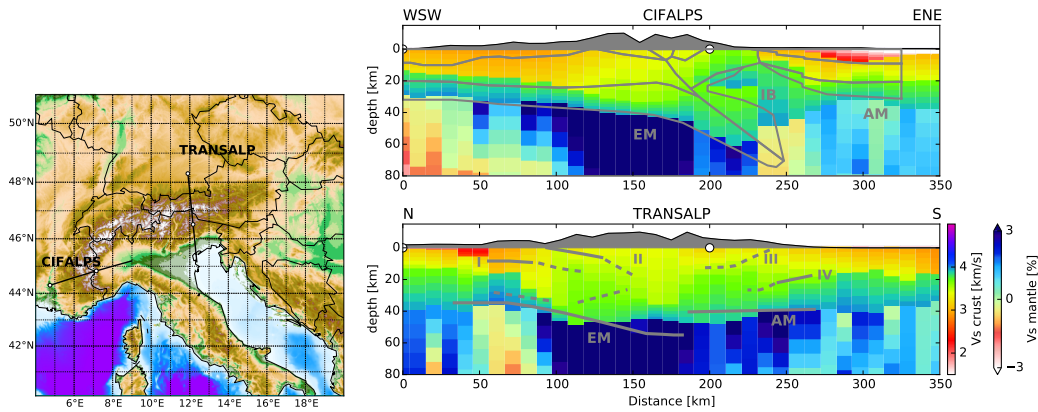 50°N
48°N
46°N
44°N
42°N
6°E 8°E 10°E 12°E 14°E 16°E 18°E
TRANSALP
CIFALPS
WSW CIFALPS ENE
0
20
40
60
80
depth [km]
IB
AM
EM
0 50 100 150 200 250 300 350
N TRANSALP S
0
20
40
60
80
depth [km]
I
II
III
IV
EM
AM
0 50 100 150 200 250 300 350
Distance [km]
4
3
2
Vs crust [km/s]
3
0
−3
Vs mantle [%]